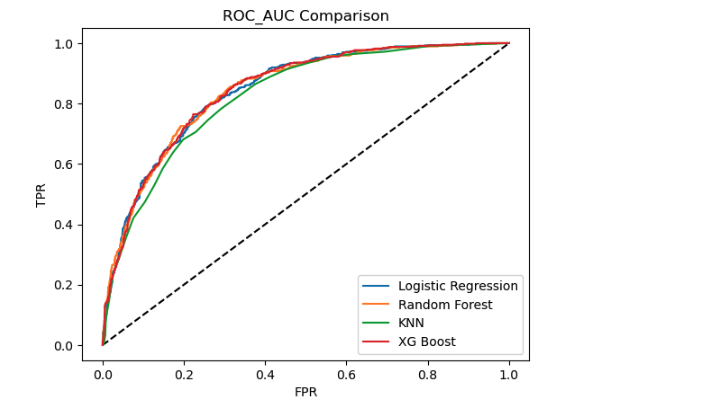 ROC_AUC Comparison
1.0
0.8
0.6
0.4
0.2
0.0
TPR
0.0 0.2 0.4 0.6 0.8 1.0
FPR
Logistic Regression
Random Forest
KNN
XG Boost